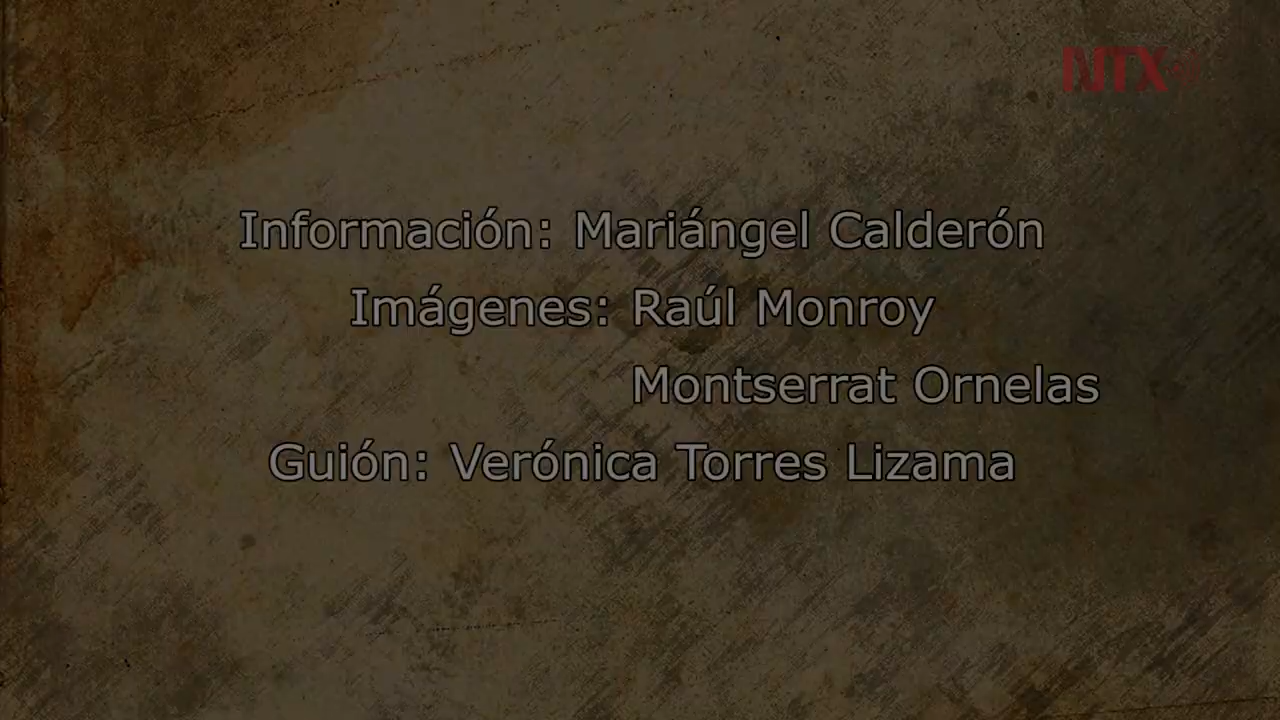 NTX
Información: Mariángel Calderón
Imágenes: Raúl Monroy
Montserrat Ornelas
Guión: Verónica Torres Lizama